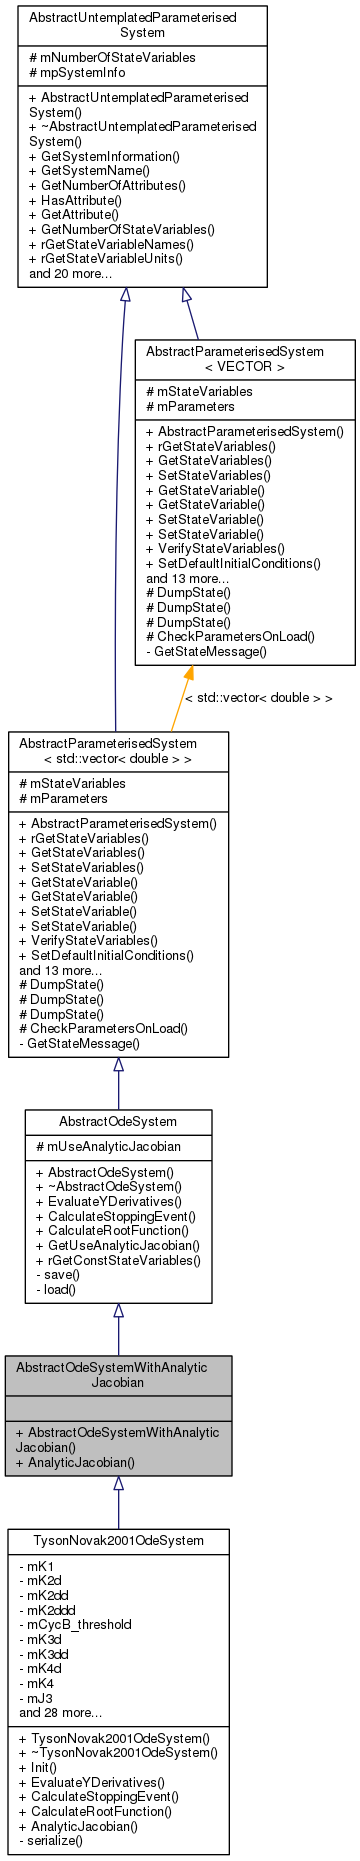 AbstractUntemplatedParameterised
System
# mNumberOfStateVariables
# mpSystemInfo
+ AbstractUntemplatedParameterised
System()
+ ~AbstractUntemplatedParameterised
System()
+ GetSystemInformation()
+ GetSystemName()
+ GetNumberOfAttributes()
+ HasAttribute()
+ GetAttribute()
+ GetNumberOfStateVariables()
+ rGetStateVariableNames()
+ rGetStateVariableUnits()
and 20 more...
AbstractParameterisedSystem
< VECTOR >
# mStateVariables
# mParameters
+ AbstractParameterisedSystem()
+ rGetStateVariables()
+ GetStateVariables()
+ SetStateVariables()
+ GetStateVariable()
+ GetStateVariable()
+ SetStateVariable()
+ SetStateVariable()
+ VerifyStateVariables()
+ SetDefaultInitialConditions()
and 13 more...
# DumpState()
# DumpState()
# DumpState()
# CheckParametersOnLoad()
- GetStateMessage()
< std::vector< double > >
AbstractParameterisedSystem
< std::vector< double > >
# mStateVariables
# mParameters
+ AbstractParameterisedSystem()
+ rGetStateVariables()
+ GetStateVariables()
+ SetStateVariables()
+ GetStateVariable()
+ GetStateVariable()
+ SetStateVariable()
+ SetStateVariable()
+ VerifyStateVariables()
+ SetDefaultInitialConditions()
and 13 more...
# DumpState()
# DumpState()
# DumpState()
# CheckParametersOnLoad()
- GetStateMessage()
AbstractOdeSystem
# mUseAnalyticJacobian
+ AbstractOdeSystem()
+ ~AbstractOdeSystem()
+ EvaluateYDerivatives()
+ CalculateStoppingEvent()
+ CalculateRootFunction()
+ GetUseAnalyticJacobian()
+ rGetConstStateVariables()
- save()
- load()
AbstractOdeSystemWithAnalytic
Jacobian
+ AbstractOdeSystemWithAnalytic
Jacobian()
+ AnalyticJacobian()
TysonNovak2001OdeSystem
- mK1
- mK2d
- mK2dd
- mK2ddd
- mCycB_threshold
- mK3d
- mK3dd
- mK4d
- mK4
- mJ3
and 28 more...
+ TysonNovak2001OdeSystem()
+ ~TysonNovak2001OdeSystem()
+ Init()
+ EvaluateYDerivatives()
+ CalculateStoppingEvent()
+ CalculateRootFunction()
+ AnalyticJacobian()
- serialize()